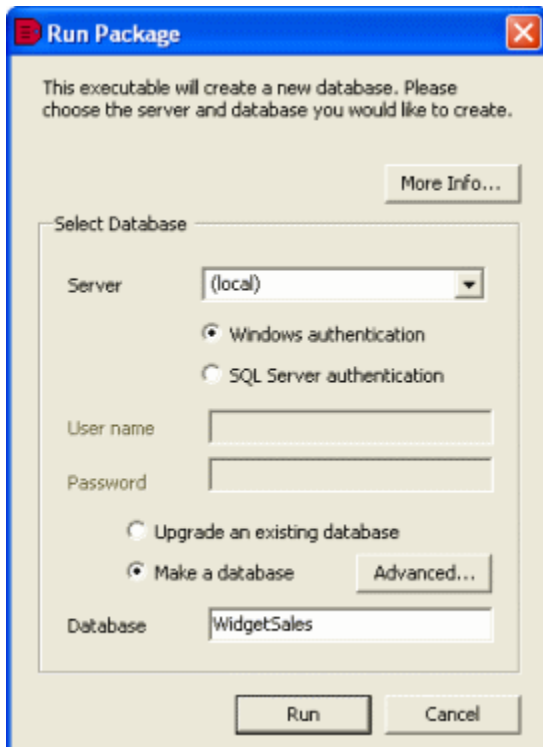 Run Package
This executable will create a new database. Please
choose the server and database you would like to create.
More Info...
Select Database
Server (local)
Windows authentication
SQL Server authentication
User name
Password
Upgrade an existing database
Make a database Advanced...
Database WidgetSales
Run Cancel